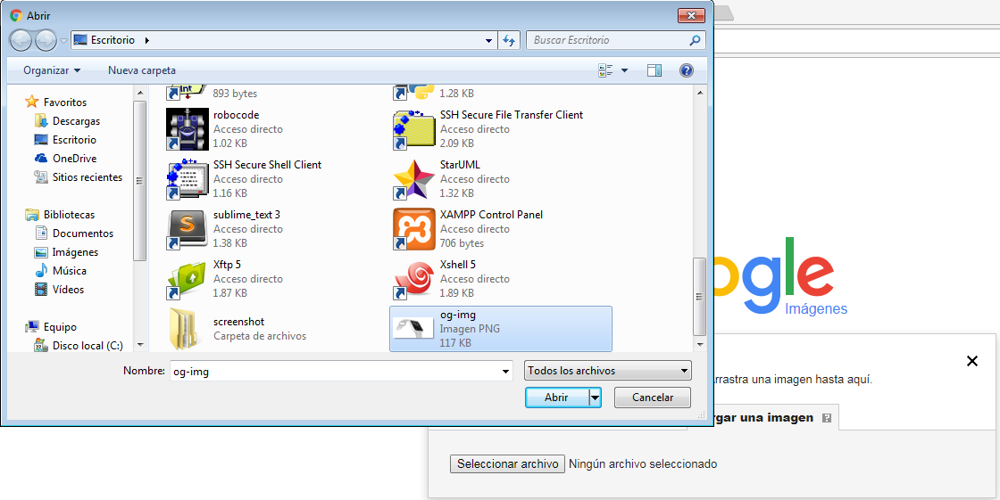 Abrir
Escritorio
Buscar Escritorio
Organizar
Nueva carpeta
Favoritos
Descargas
Escritorio
OneDrive
Sitios recientes
Bibliotecas
Documentos
Imágenes
Música
Vídeos
Equipo
Disco local (C:)
893 bytes
1.28 KB
robocode
Acceso directo
1.02 KB
SSH Secure File Transfer Client
Acceso directo
2.09 KB
SSH Secure Shell Client
Acceso directo
1.16 KB
StarUML
Acceso directo
1.32 KB
sublime_text 3
Acceso directo
1.38 KB
XAMPP Control Panel
Acceso directo
706 bytes
Xftp 5
Acceso directo
1.87 KB
Xshell 5
Acceso directo
1.89 KB
screenshot
Carpeta de archivos
og-img
Imagen PNG
117 KB
Nombre:
og-img
Todos los archivos
Abrir
Cancelar
ogle
Imágenes
rrastra una imagen hasta aquí.
rgar una imagen
Seleccionar archivo
Ningún archivo seleccionado